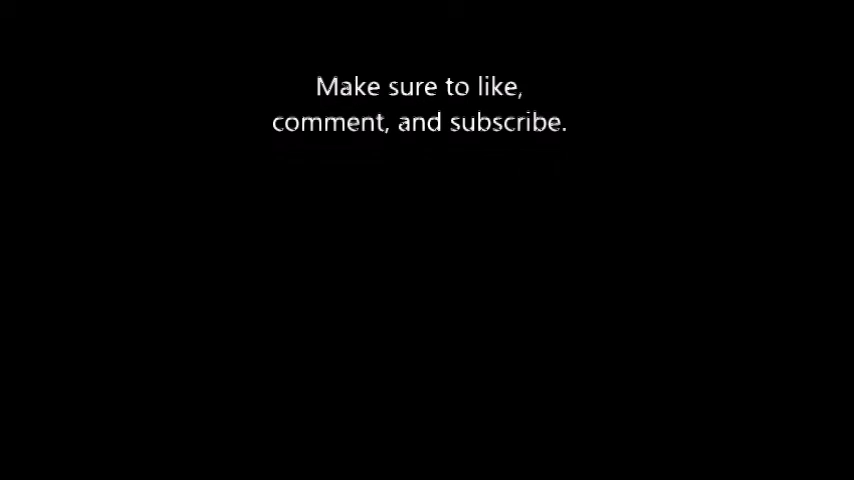 Make sure to like,
comment, and subscribe.